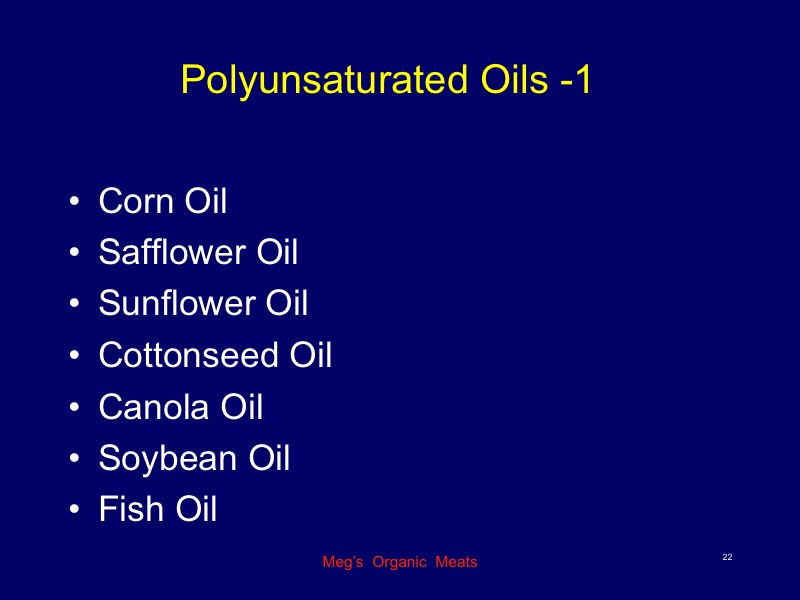 Polyunsaturated Oils -1
• Corn Oil
• Safflower Oil
• Sunflower Oil
• Cottonseed Oil
• Canola Oil
• Soybean Oil
• Fish Oil
Meg's Organic Meats
22